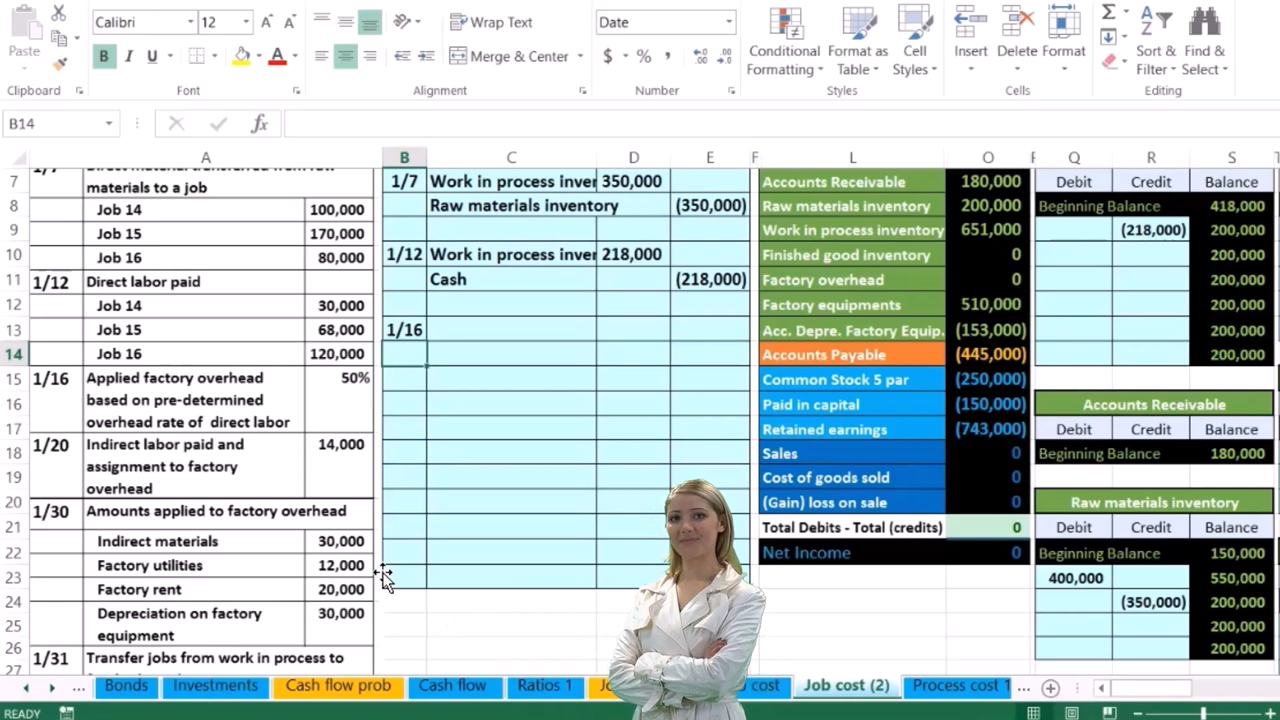 Calibri 12 Wrap Text Date
Paste B I U Merge & Center $ % , Conditional Formatting Format as Table Cell Styles Insert Delete Format Sort & Filter Find & Select
Clipboard Font Alignment Number Styles Cells Editing
B14 fx
A B C D E F L O F Q R S
7 materials to a job 1/7 Work in process inver 350,000 Accounts Receivable 180,000 Debit Credit Balance
8 Job 14 100,000 Raw materials inventory (350,000) Raw materials inventory 200,000 Beginning Balance 418,000
9 Job 15 170,000 Work in process inventory 651,000 (218,000) 200,000
10 Job 16 80,000 1/12 Work in process inver 218,000 Finished good inventory 0 200,000
11 1/12 Direct labor paid Cash (218,000) Factory overhead 0 200,000
12 Job 14 30,000 Factory equipments 510,000 200,000
13 Job 15 68,000 1/16 Acc. Depre. Factory Equip. (153,000) 200,000
14 Job 16 120,000 Accounts Payable (445,000) 200,000
15 1/16 Applied factory overhead 50% Common Stock 5 par (250,000)
16 based on pre-determined Paid in capital (150,000) Accounts Receivable
17 overhead rate of direct labor Retained earnings (743,000) Debit Credit Balance
18 1/20 Indirect labor paid and 14,000 Sales 0 Beginning Balance 180,000
19 assignment to factory Cost of goods sold 0
20 overhead (Gain) loss on sale 0 Raw materials inventory
21 1/30 Amounts applied to factory overhead Total Debits - Total (credits) 0 Debit Credit Balance
22 Indirect materials 30,000 Net Income 0 Beginning Balance 150,000
23 Factory utilities 12,000 400,000 550,000
24 Factory rent 20,000 (350,000) 200,000
25 Depreciation on factory 30,000 200,000
equipment 200,000
26 1/31 Transfer jobs from work in process to
27
... Bonds Investments Cash flow prob Cash flow Ratios 1 cost Job cost (2) Process cost 1 ...
READY